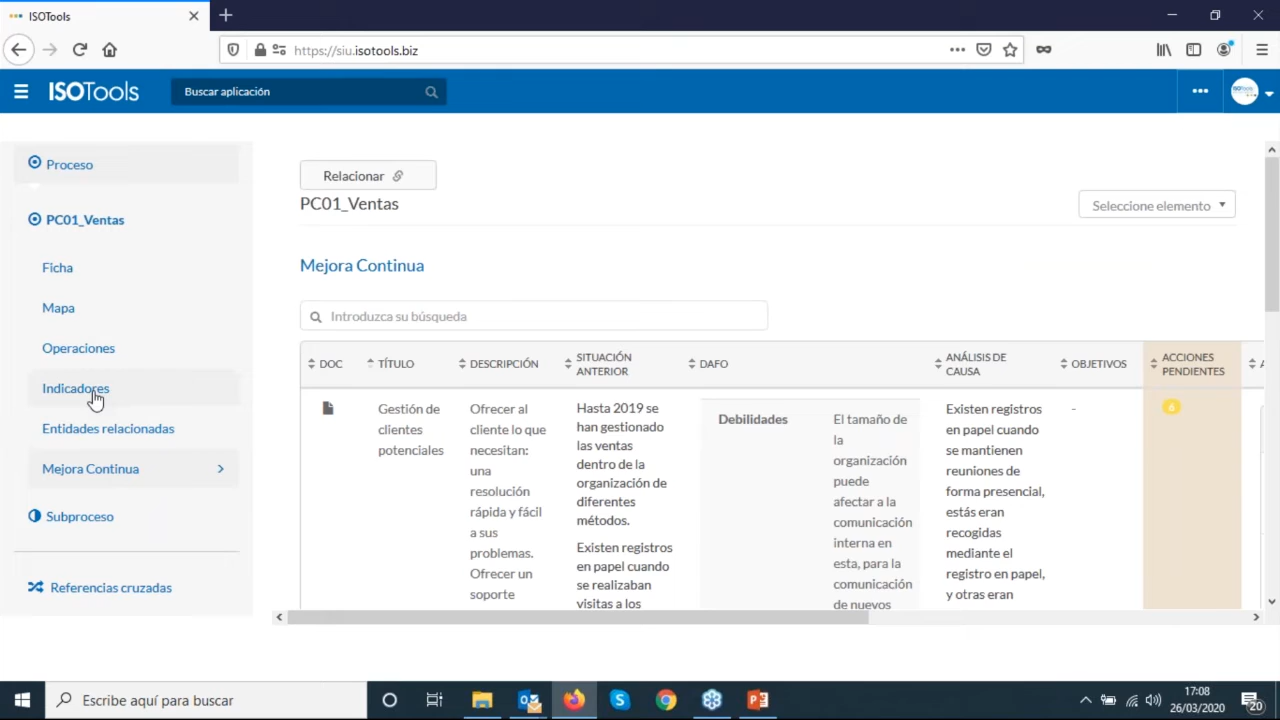 ISOTools
https://siu.isotools.biz
ISOTools
Buscar aplicación
Proceso
PC01_Ventas
Ficha
Mapa
Operaciones
Indicadores
Entidades relacionadas
Mejora Continua
Subproceso
Referencias cruzadas
Relacionar
PC01_Ventas
Seleccione elemento
Mejora Continua
Introduzca su búsqueda
DOC
TÍTULO
DESCRIPCIÓN
SITUACIÓN
ANTERIOR
DAFO
ANÁLISIS DE
CAUSA
OBJETIVOS
ACCIONES
PENDIENTES
A
Gestión de
clientes
potenciales
Ofrecer al
cliente lo que
necesitan:
una
resolución
rápida y fácil
a sus
problemas.
Ofrecer un
soporte
Hasta 2019 se
han gestionado
las ventas
dentro de la
organización de
diferentes
métodos.
Existen registros
en papel cuando
se realizaban
visitas a los
Debilidades
El tamaño de
la
organización
puede
afectar a la
comunicación
interna en
esta, para la
comunicación
de nuevos
Existen registros
en papel cuando
se mantienen
reuniones de
forma presencial,
estás eran
recogidas
mediante el
registro en papel,
y otras eran
-
6
Escribe aquí para buscar
17:08
26/03/2020
20